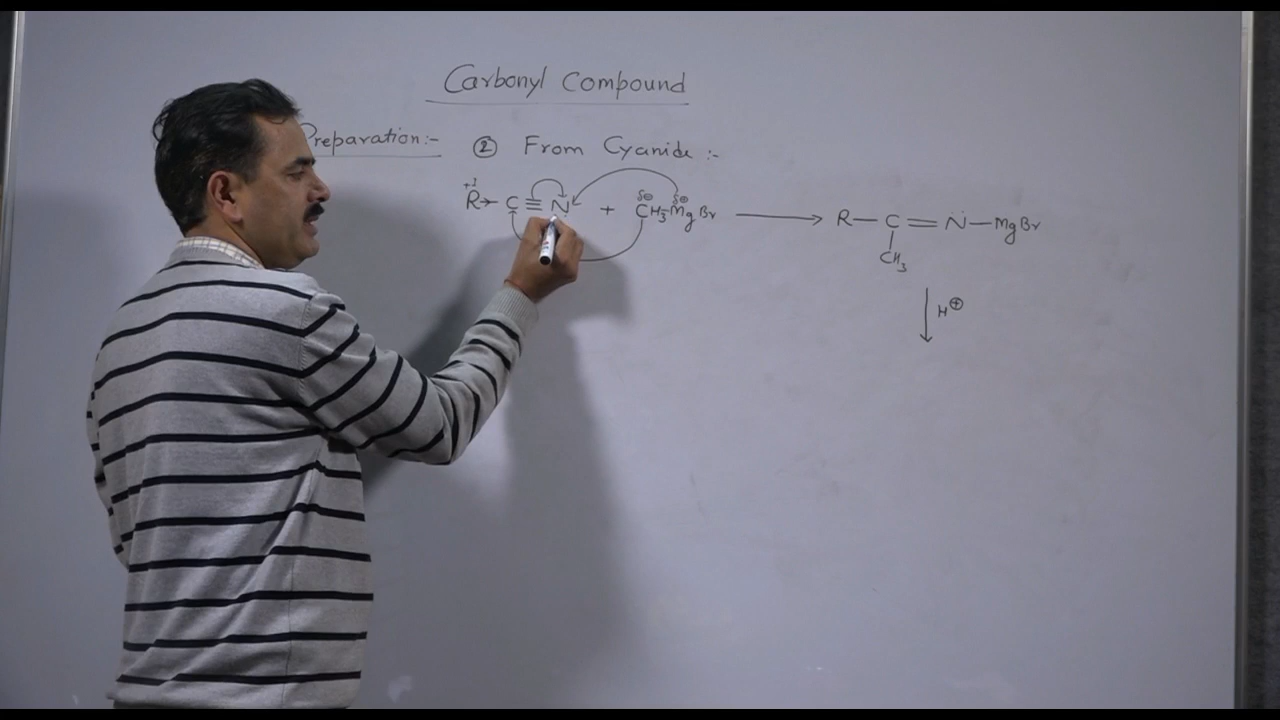 Carbonyl Compound
Preparation:- ② From Cyanide :-
+I δ⊖ δ⊕
R→C≡N + CH₃MgBr ⟶ R—C=N̈—MgBr
CH₃
↓ H⊕